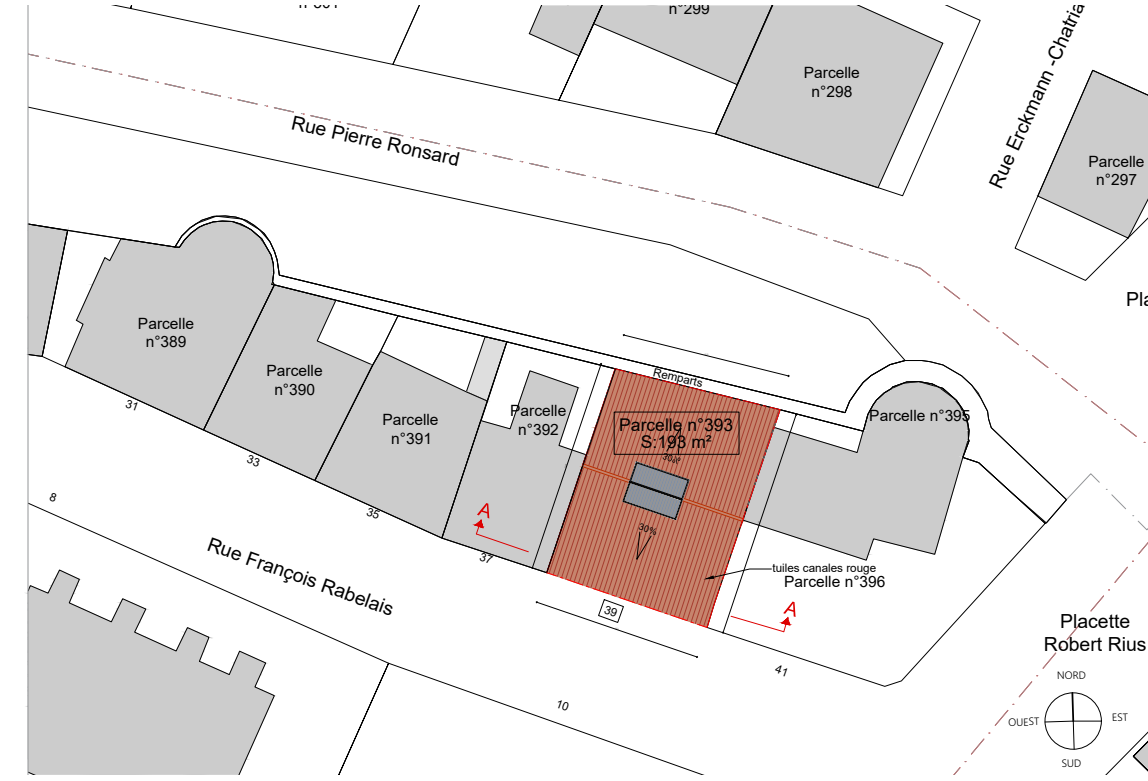 n°299
Parcelle
n°298
Rue Erckmann -Chatria
Parcelle
n°297
Rue Pierre Ronsard
Pla
Parcelle
n°389
Parcelle
n°390
Parcelle
n°391
Parcelle
n°392
Remparts
Parcelle n°393
S:193 m²
30%
30%
Parcelle n°395
tuiles canales rouge
Parcelle n°396
A
A
31
33
35
37
39
41
8
10
Rue François Rabelais
Placette
Robert Rius
NORD
OUEST
EST
SUD